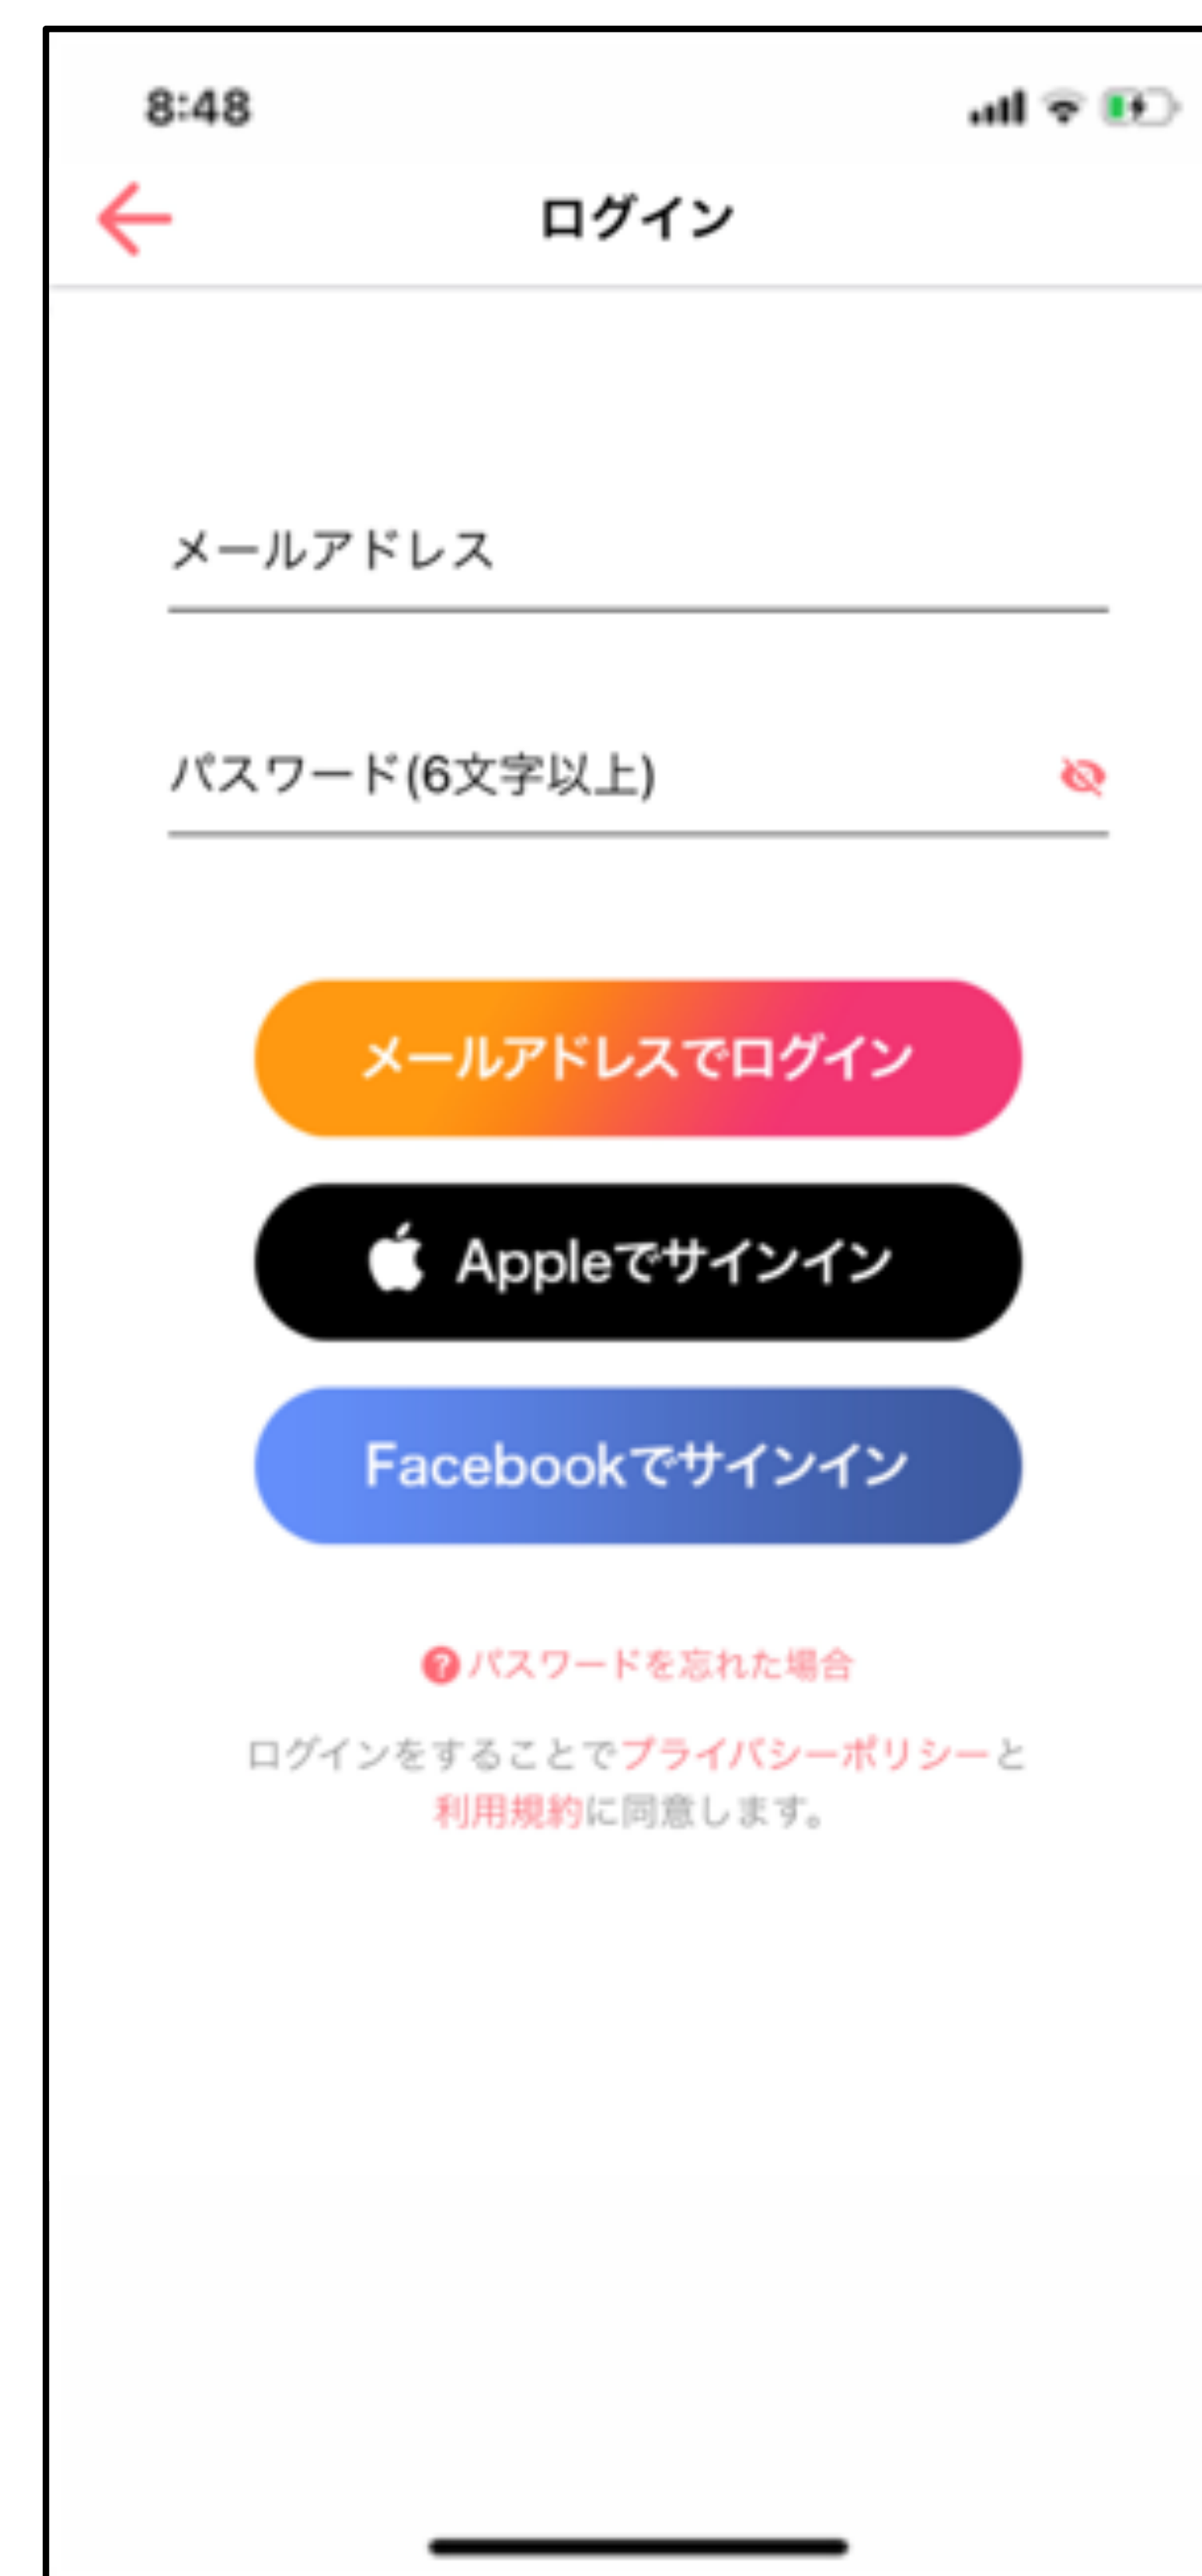 8:48
ログイン
メールアドレス
パスワード(6文字以上)
メールアドレスでログイン
Appleでサインイン
Facebookでサインイン
?パスワードを忘れた場合
ログインをすることでプライバシーポリシーと
利用規約に同意します。